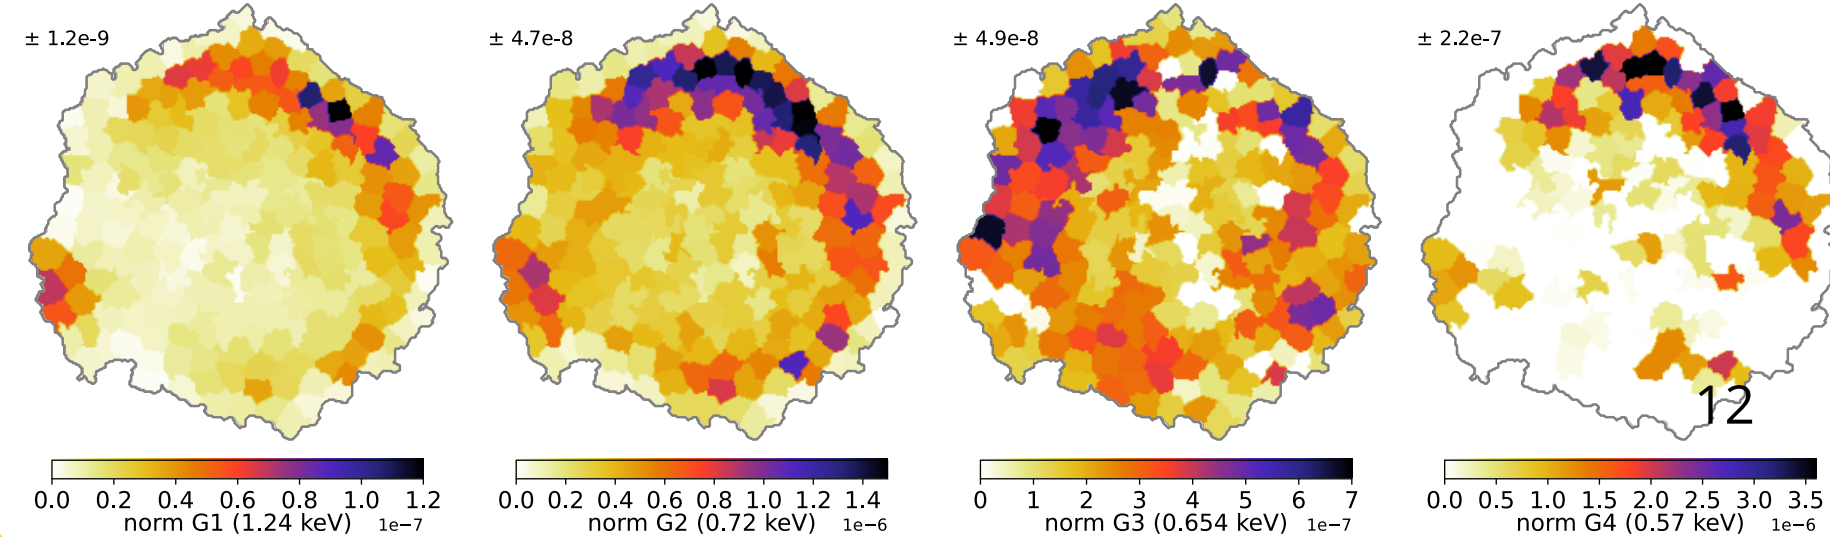 ± 1.2e-9
± 4.7e-8
± 4.9e-8
± 2.2e-7
12
0.0 0.2 0.4 0.6 0.8 1.0 1.2
norm G1 (1.24 keV) 1e−7
0.0 0.2 0.4 0.6 0.8 1.0 1.2 1.4
norm G2 (0.72 keV) 1e−6
0 1 2 3 4 5 6 7
norm G3 (0.654 keV) 1e−7
0.0 0.5 1.0 1.5 2.0 2.5 3.0 3.5
norm G4 (0.57 keV) 1e−6